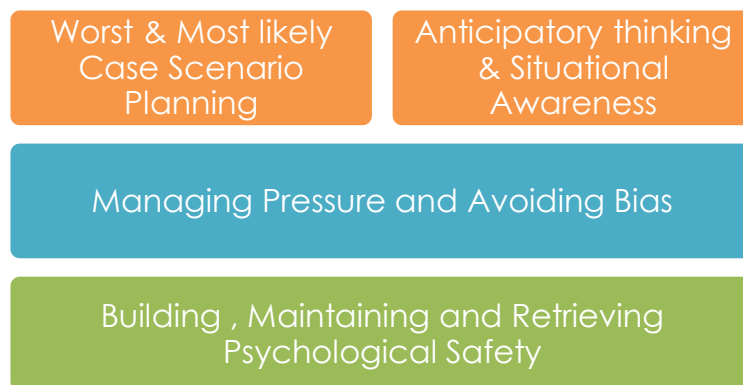 Worst & Most likely
Case Scenario
Planning
Anticipatory thinking
& Situational
Awareness
Managing Pressure and Avoiding Bias
Building , Maintaining and Retrieving
Psychological Safety